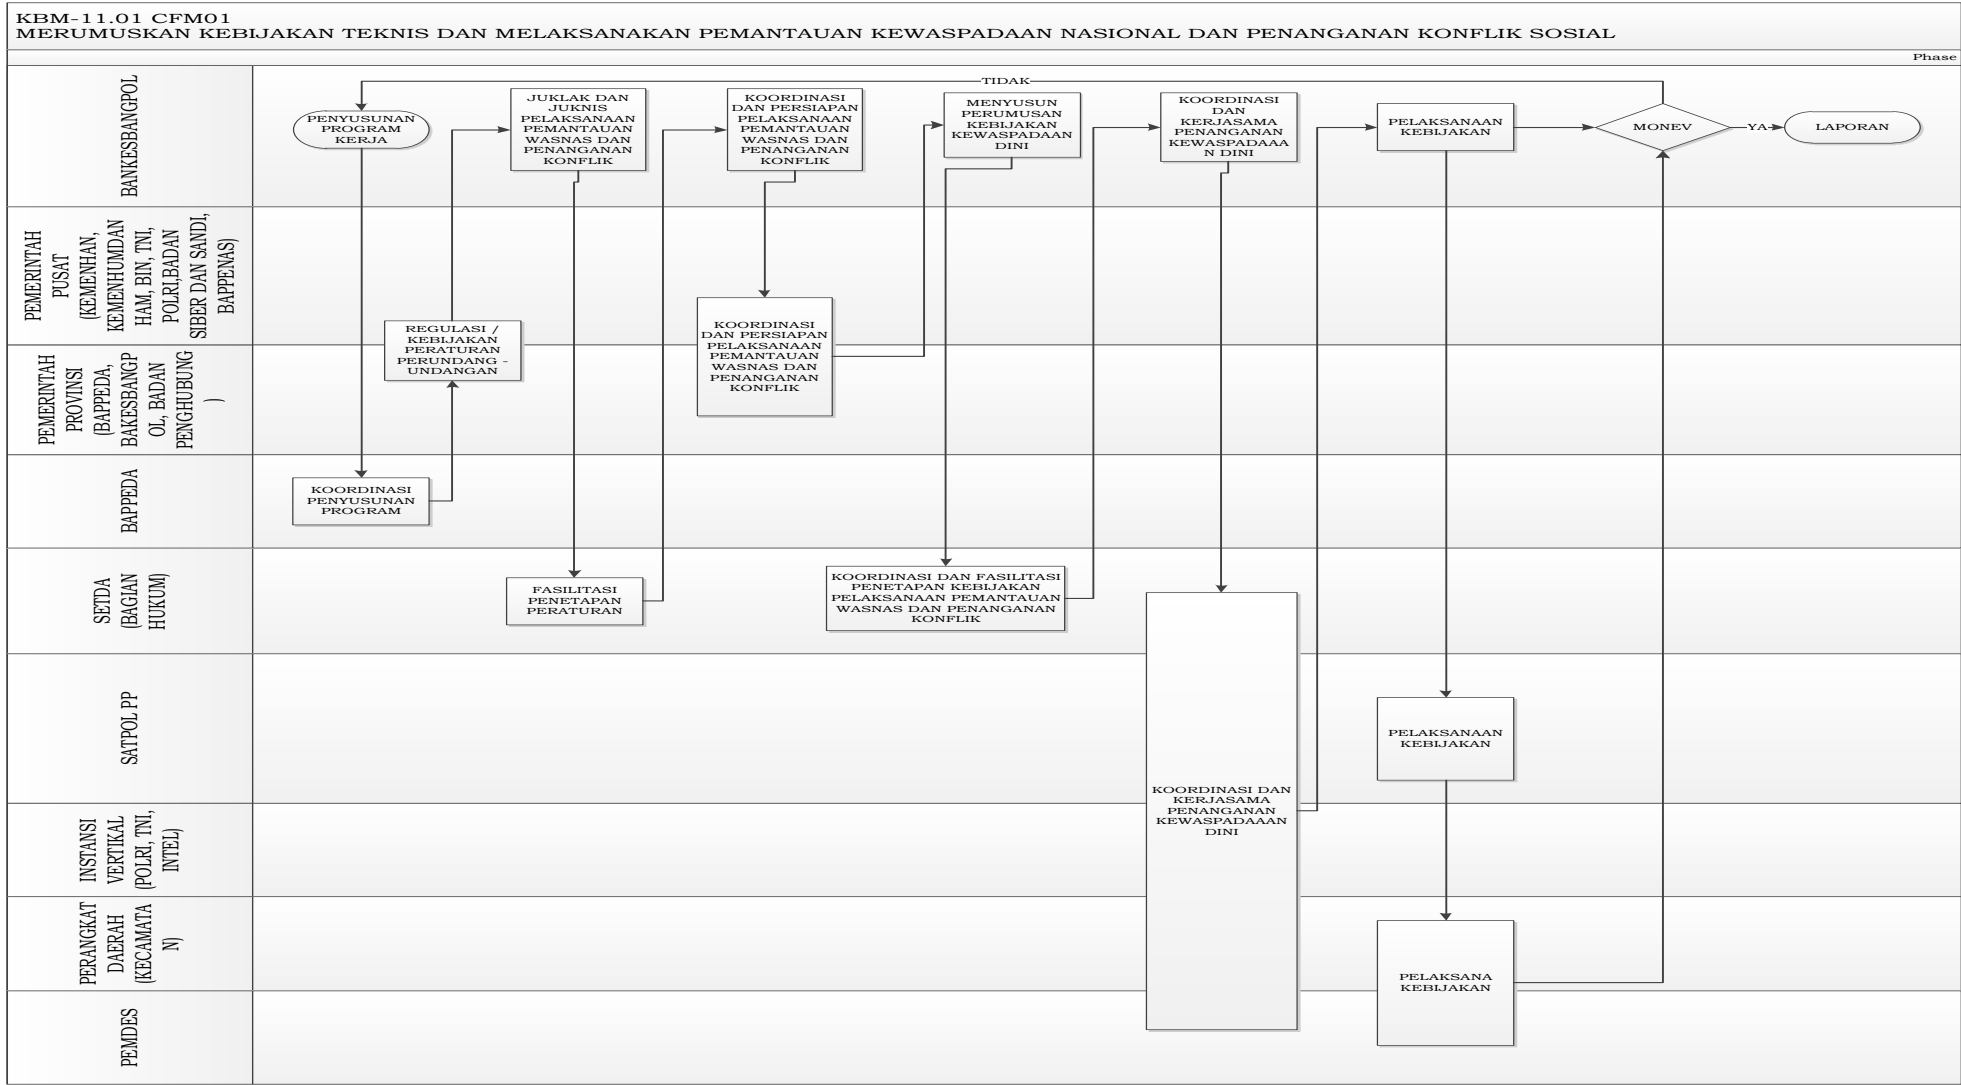 KBM-11.01 CFM01
MERUMUSKAN KEBIJAKAN TEKNIS DAN MELAKSANAKAN PEMANTAUAN KEWASPADAAN NASIONAL DAN PENANGANAN KONFLIK SOSIAL
Phase
BANKESBANGPOL
TIDAK
PENYUSUNAN
PROGRAM
KERJA
JUKLAK DAN
JUKNIS
PELAKSANAAN
PEMANTAUAN
WASNAS DAN
PENANGANAN
KONFLIK
KOORDINASI
DAN PERSIAPAN
PELAKSANAAN
PEMANTAUAN
WASNAS DAN
PENANGANAN
KONFLIK
MENYUSUN
PERUMUSAN
KEBIJAKAN
KEWASPADAAN
DINI
KOORDINASI
DAN
KERJASAMA
PENANGANAN
KEWASPADAAA
N DINI
PELAKSANAAN
KEBIJAKAN
MONEV
YA
LAPORAN
PEMERINTAH
PUSAT
(KEMENHAN,
KEMENHUMDAN
HAM, BIN, TNI,
POLRI,BADAN
SIBER DAN SANDI,
BAPPENAS)
REGULASI /
KEBIJAKAN
PERATURAN
PERUNDANG -
UNDANGAN
KOORDINASI
DAN PERSIAPAN
PELAKSANAAN
PEMANTAUAN
WASNAS DAN
PENANGANAN
KONFLIK
PEMERINTAH
PROVINSI
(BAPPEDA,
BAKESBANGP
OL, BADAN
PENGHUBUNG
)
BAPPEDA
KOORDINASI
PENYUSUNAN
PROGRAM
SETDA
(BAGIAN
HUKUM)
FASILITASI
PENETAPAN
PERATURAN
KOORDINASI DAN FASILITASI
PENETAPAN KEBIJAKAN
PELAKSANAAN PEMANTAUAN
WASNAS DAN PENANGANAN
KONFLIK
SATPOL PP
PELAKSANAAN
KEBIJAKAN
KOORDINASI DAN
KERJASAMA
PENANGANAN
KEWASPADAAAN
DINI
INSTANSI
VERTIKAL
(POLRI, TNI,
INTEL)
PERANGKAT
DAERAH
(KECAMATA
N)
PELAKSANA
KEBIJAKAN
PEMDES